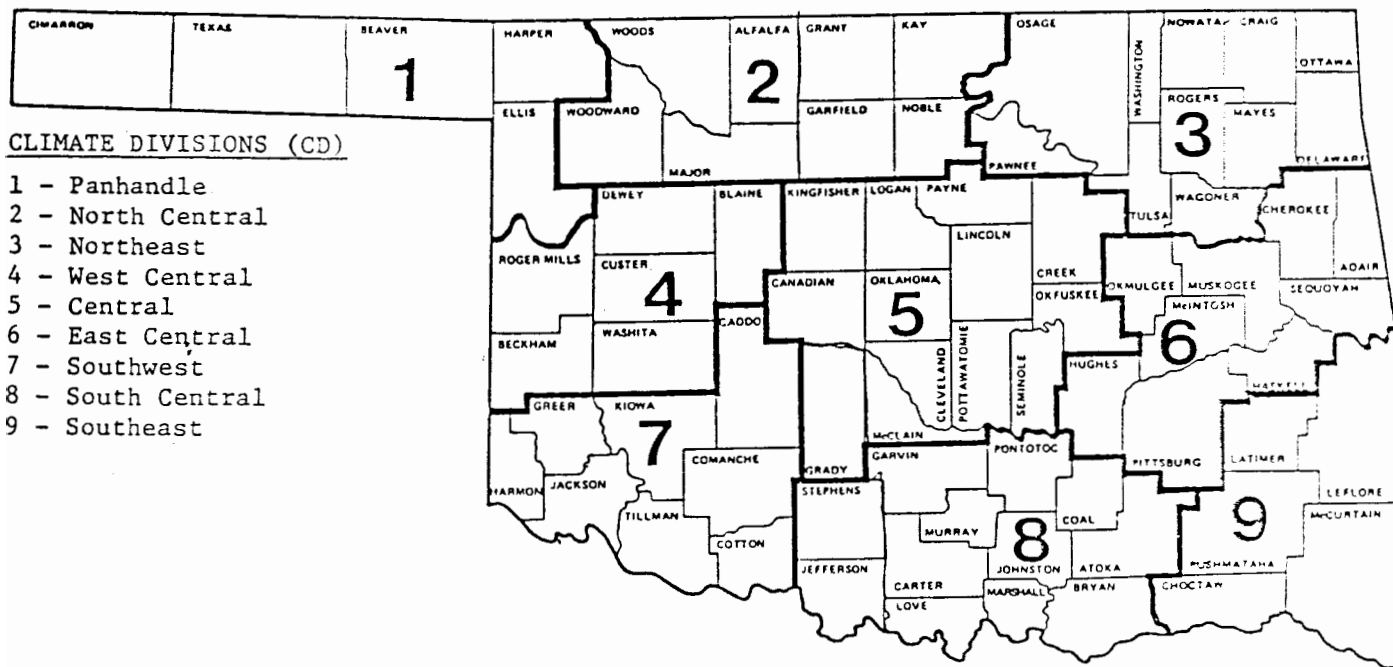 CIMARRON TEXAS BEAVER HARPER WOODS ALFALFA GRANT KAY OSAGE WASHINGTON NOWATA CRAIG OTTAWA
1 2 3
ELLIS WOODWARD MAJOR GARFIELD NOBLE PAWNEE ROGERS MAYES DELAWARE
CLIMATE DIVISIONS (CD)
1 - Panhandle
2 - North Central
3 - Northeast
4 - West Central
5 - Central
6 - East Central
7 - Southwest
8 - South Central
9 - Southeast
DEWEY BLAINE KINGFISHER LOGAN PAYNE TULSA WAGONER CHEROKEE
LINCOLN
ROGER MILLS CUSTER CANADIAN OKLAHOMA CREEK OKMULGEE MUSKOGEE ADAIR
4 5 6
OKFUSKEE McINTOSH SEQUOYAH
BECKHAM WASHITA CADDO CLEVELAND POTTAWATOMIE SEMINOLE HUGHES HASKELL
GREER KIOWA McCLAIN
7
COMANCHE GRADY GARVIN PONTOTOC PITTSBURG LATIMER
HARMON JACKSON STEPHENS LEFLORE
TILLMAN MURRAY COAL McCURTAIN
8 9
COTTON JEFFERSON JOHNSTON ATOKA PUSHMATAHA
CARTER MARSHALL BRYAN CHOCTAW
LOVE